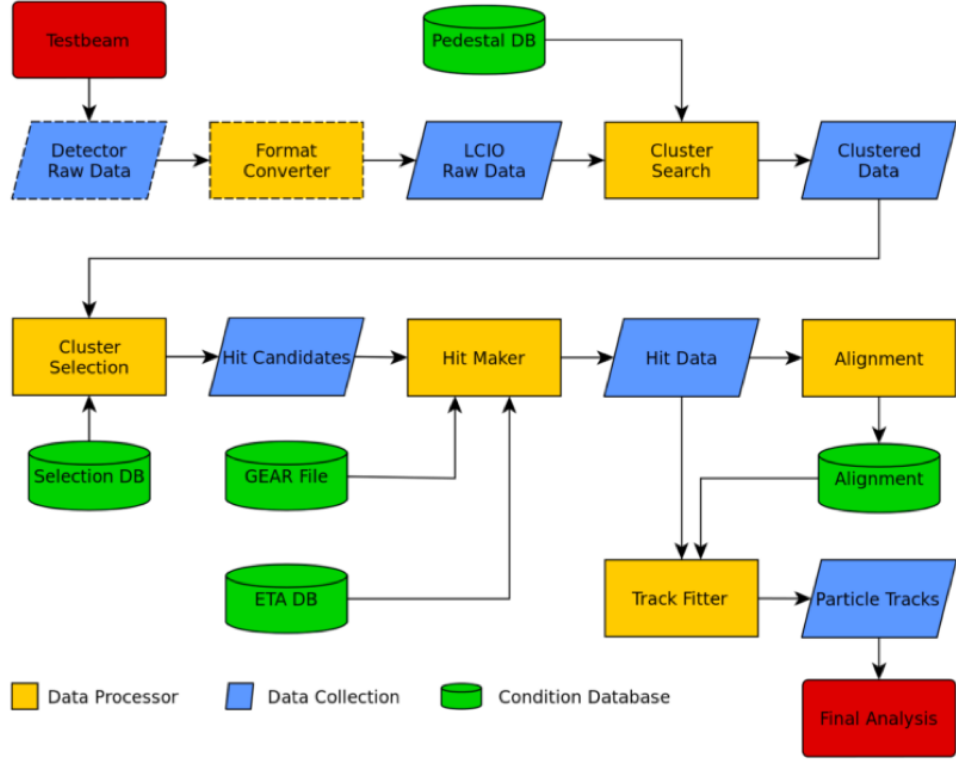 Testbeam
Pedestal DB
Detector
Raw Data
Format
Converter
LCIO
Raw Data
Cluster
Search
Clustered
Data
Cluster
Selection
Hit Candidates
Hit Maker
Hit Data
Alignment
Selection DB
GEAR File
Alignment
ETA DB
Track Fitter
Particle Tracks
Data Processor
Data Collection
Condition Database
Final Analysis